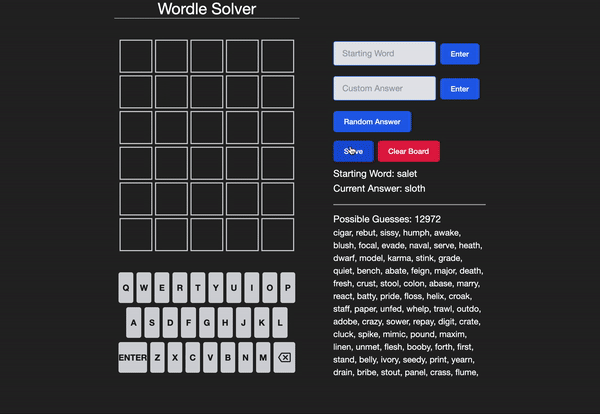 Wordle Solver
Starting Word
Enter
Custom Answer
Enter
Random Answer
Clear Board
Starting Word: salet
Current Answer: sloth
Possible Guesses: 12972
cigar, rebut, sissy, humph, awake,
blush, focal, evade, naval, serve, heath,
dwarf, model, karma, stink, grade,
quiet, bench, abate, feign, major, death,
fresh, crust, stool, colon, abase, marry,
react, batty, pride, floss, helix, croak,
staff, paper, unfed, whelp, trawl, outdo,
adobe, crazy, sower, repay, digit, crate,
cluck, spike, mimic, pound, maxim,
linen, unmet, flesh, booby, forth, first,
stand, belly, ivory, seedy, print, yearn,
drain, bribe, stout, panel, crass, flume,
Q W E R T Y U I O P
A S D F G H J K L
ENTER Z X C V B N M